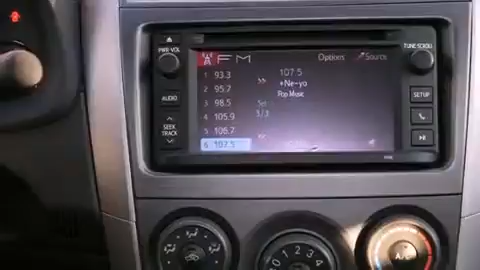 FM
Options
Source
107.5
Ne-yo
Pop Music
1 93.3
2 95.7
3 98.5
4 105.9
5 106.7
6 107.5
Set
1/3
PWR·VOL
AUDIO
SEEK
TRACK
TUNE·SCROLL
SETUP